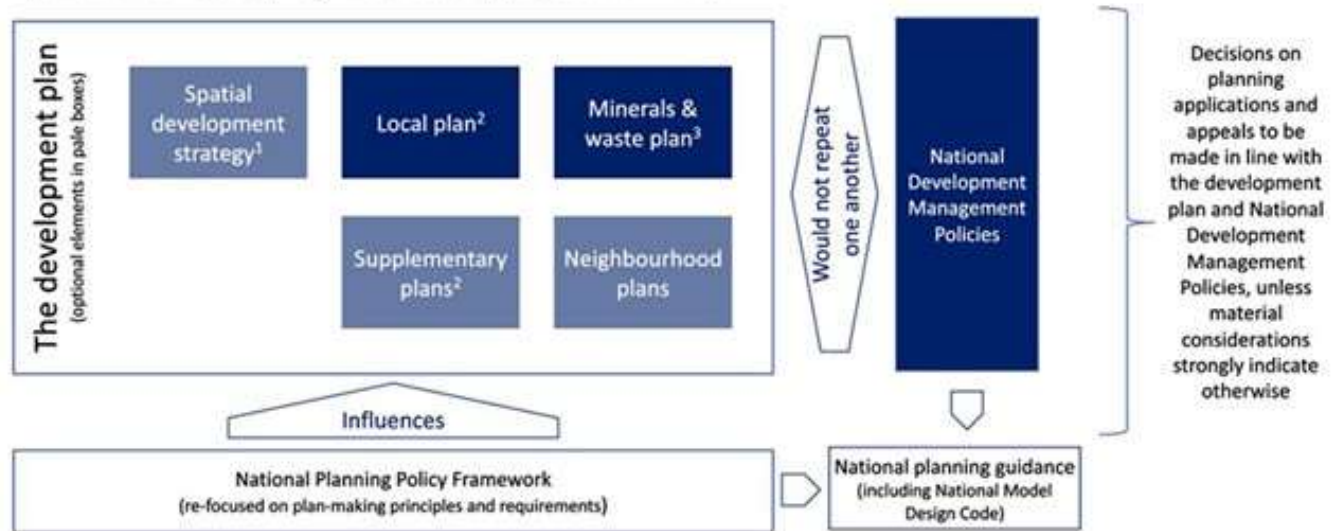 The development plan
(optional elements in pale boxes)
Spatial
development
strategy¹
Local plan²
Minerals &
waste plan³
Supplementary
plans²
Neighbourhood
plans
Would not repeat
one another
National
Development
Management
Policies
Decisions on
planning
applications and
appeals to be
made in line with
the development
plan and National
Development
Management
Policies, unless
material
considerations
strongly indicate
otherwise
Influences
National Planning Policy Framework
(re-focused on plan-making principles and requirements)
National planning guidance
(including National Model
Design Code)